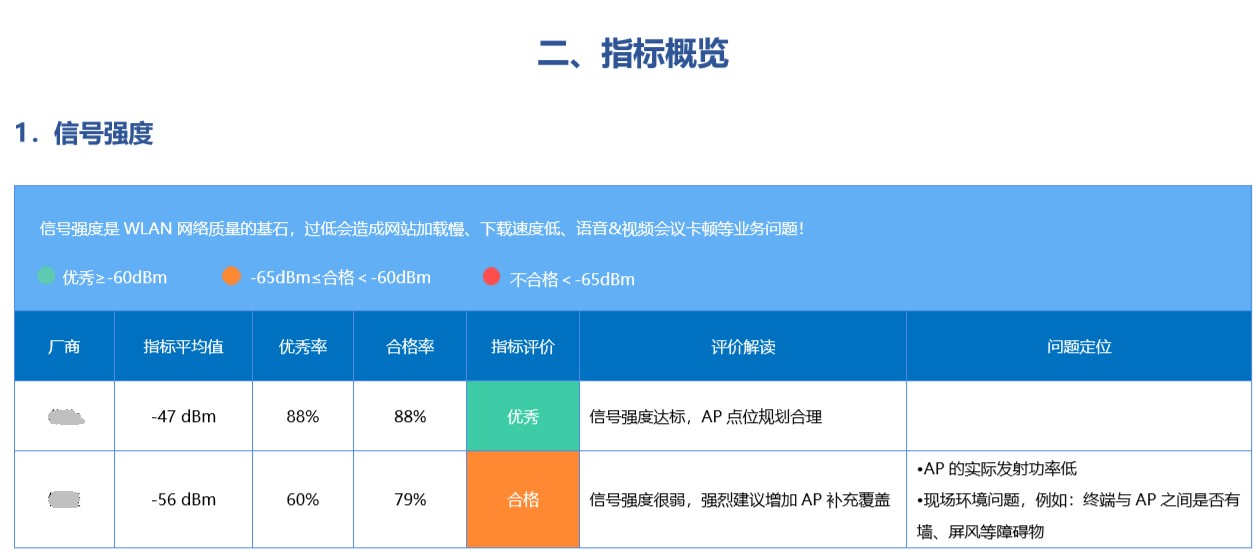 二、指标概览
1. 信号强度
信号强度是 WLAN 网络质量的基石，过低会造成网站加载慢、下载速度低、语音&视频会议卡顿等业务问题！
优秀≥-60dBm -65dBm≤合格＜-60dBm 不合格＜-65dBm
厂商 指标平均值 优秀率 合格率 指标评价 评价解读 问题定位
-47 dBm 88% 88% 优秀 信号强度达标，AP 点位规划合理
-56 dBm 60% 79% 合格 信号强度很弱，强烈建议增加 AP 补充覆盖
•AP 的实际发射功率低
•现场环境问题，例如：终端与 AP 之间是否有
墙、屏风等障碍物